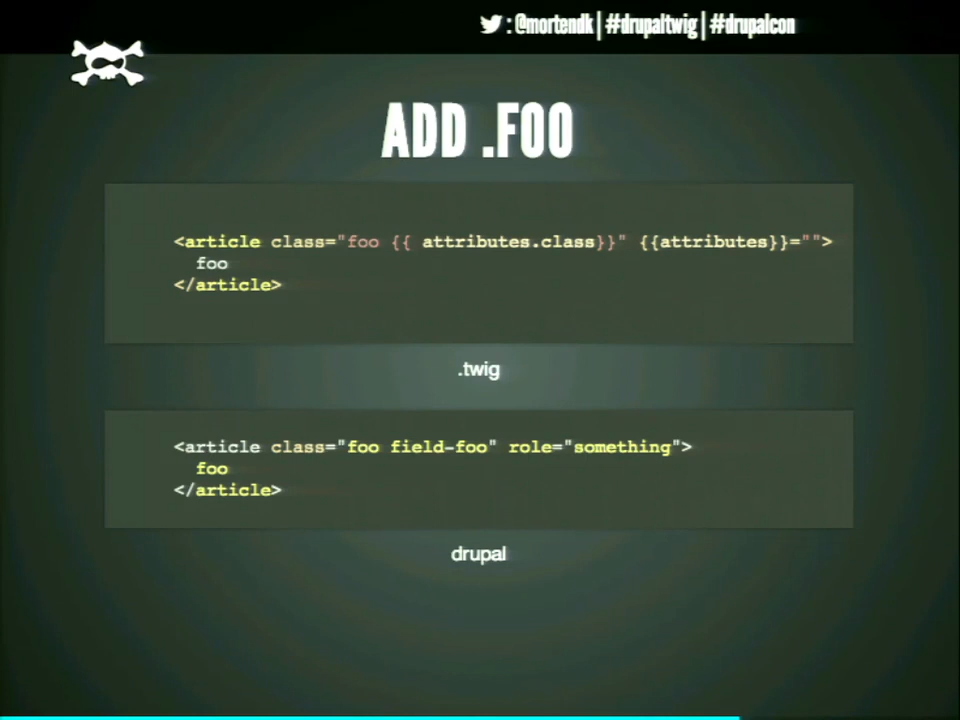 : @mortendk | #drupaltwig | #drupalcon
ADD .FOO
<article class="foo {{ attributes.class}}" {{attributes}}="">
foo
</article>
.twig
<article class="foo field-foo" role="something">
foo
</article>
drupal